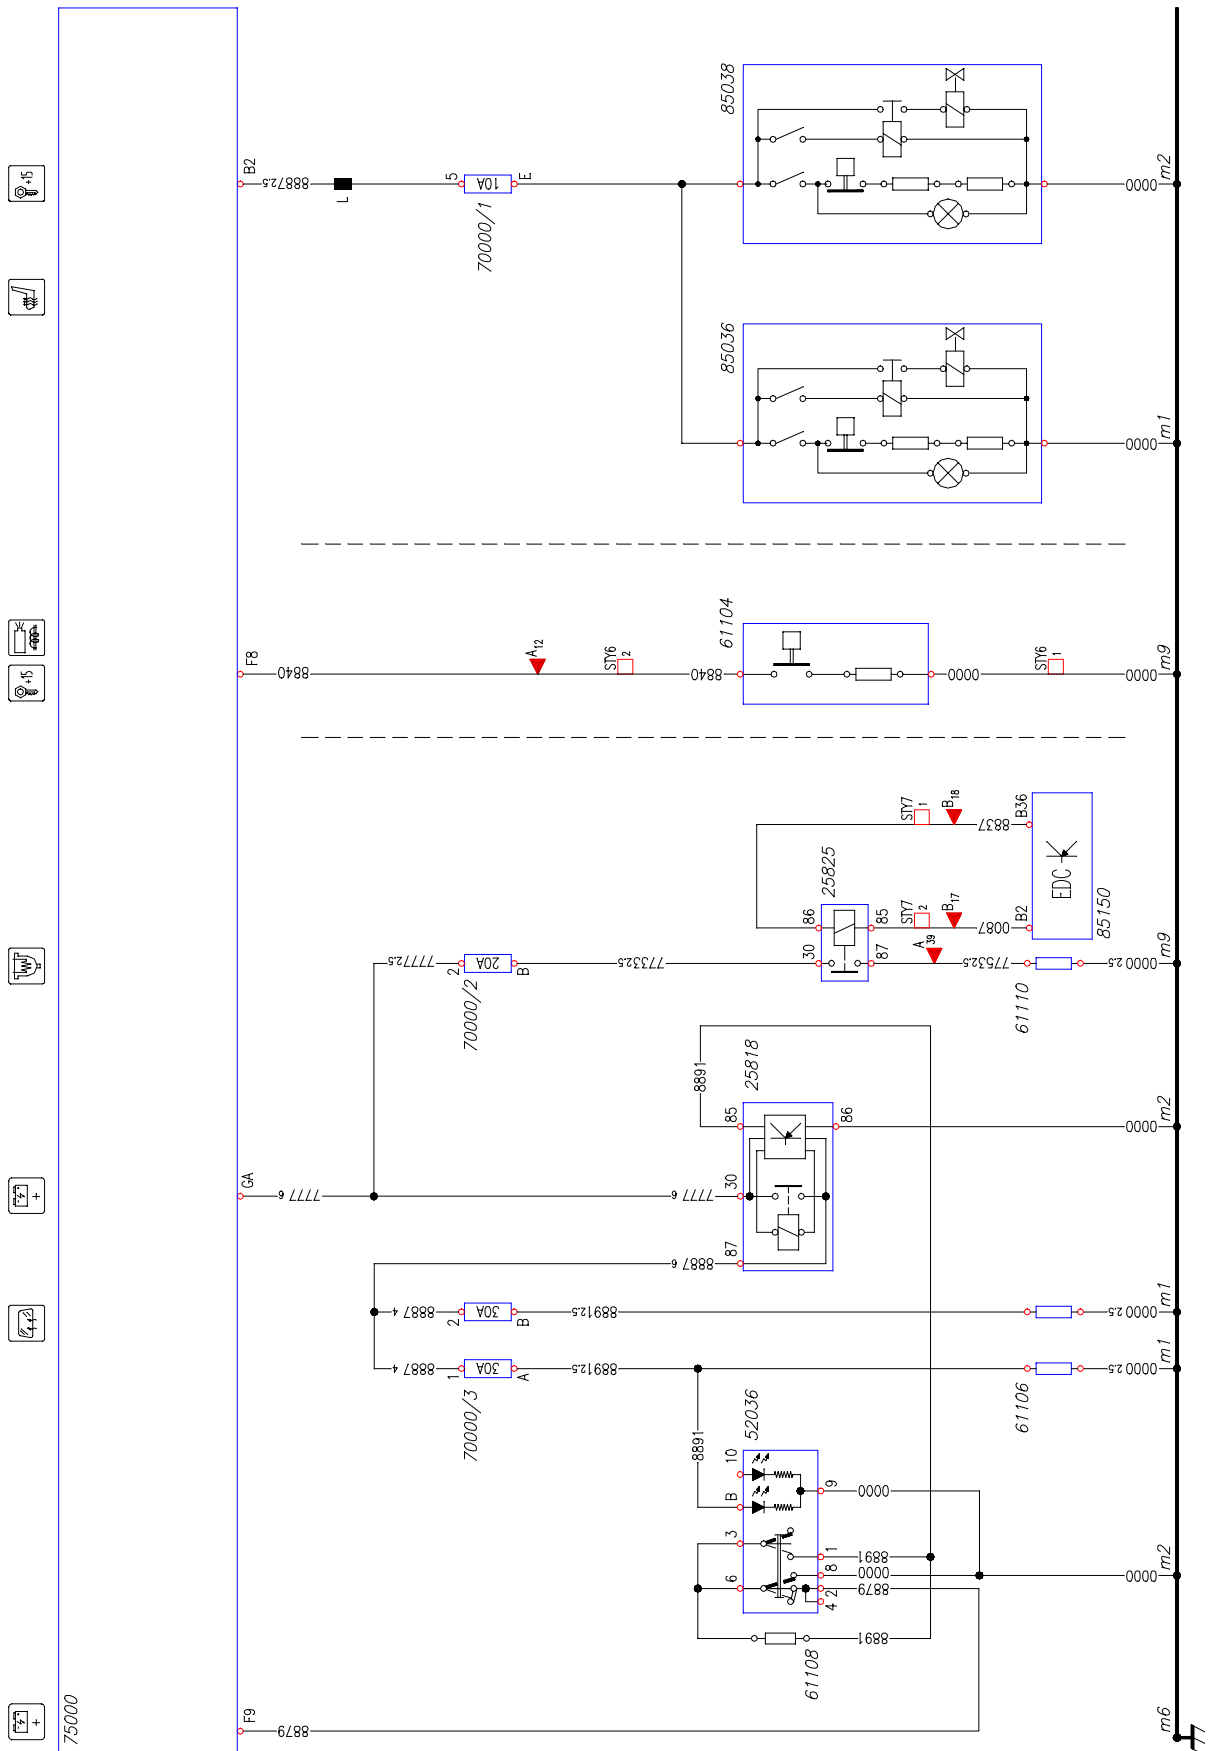 85038
+15
B2
8887 2.5
L
5
10A
E
70000/1
0000
m2
85036
0000
m1
61104
F8
8840
A12
STY6
2
8840
0000
STY6
1
0000
m9
+15
STY7
1
B18
8837
B36
25825
EDC
86
85
STY7
2
B17
0087
B2
85150
30
87
A
39
7777 2.5
2
20A
B
7733 2.5
7753 2.5
0000 2.5
m9
70000/2
61110
8891
25818
85
86
0000
m2
GA
7777 6
7777 6
30
+
8887 6
87
8887 4
2
30A
B
8891 2.5
0000 2.5
m1
8887 4
1
30A
A
8891 2.5
0000 2.5
m1
70000/3
61106
52036
8891
10
B
9
0000
3
1
8891
8
0000
6
2
8879
4
0000
m2
8891
61108
75000
F9
8879
+
m6